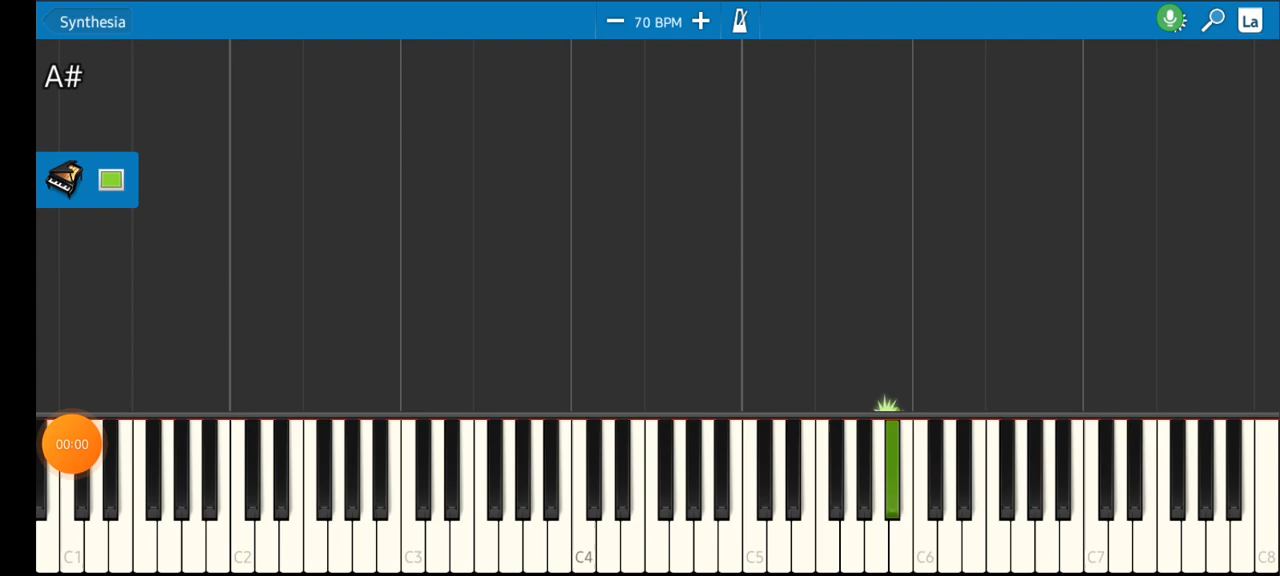 Synthesia
70 BPM
La
A#
00:00
C1 C2 C3 C4 C5 C6 C7 C8